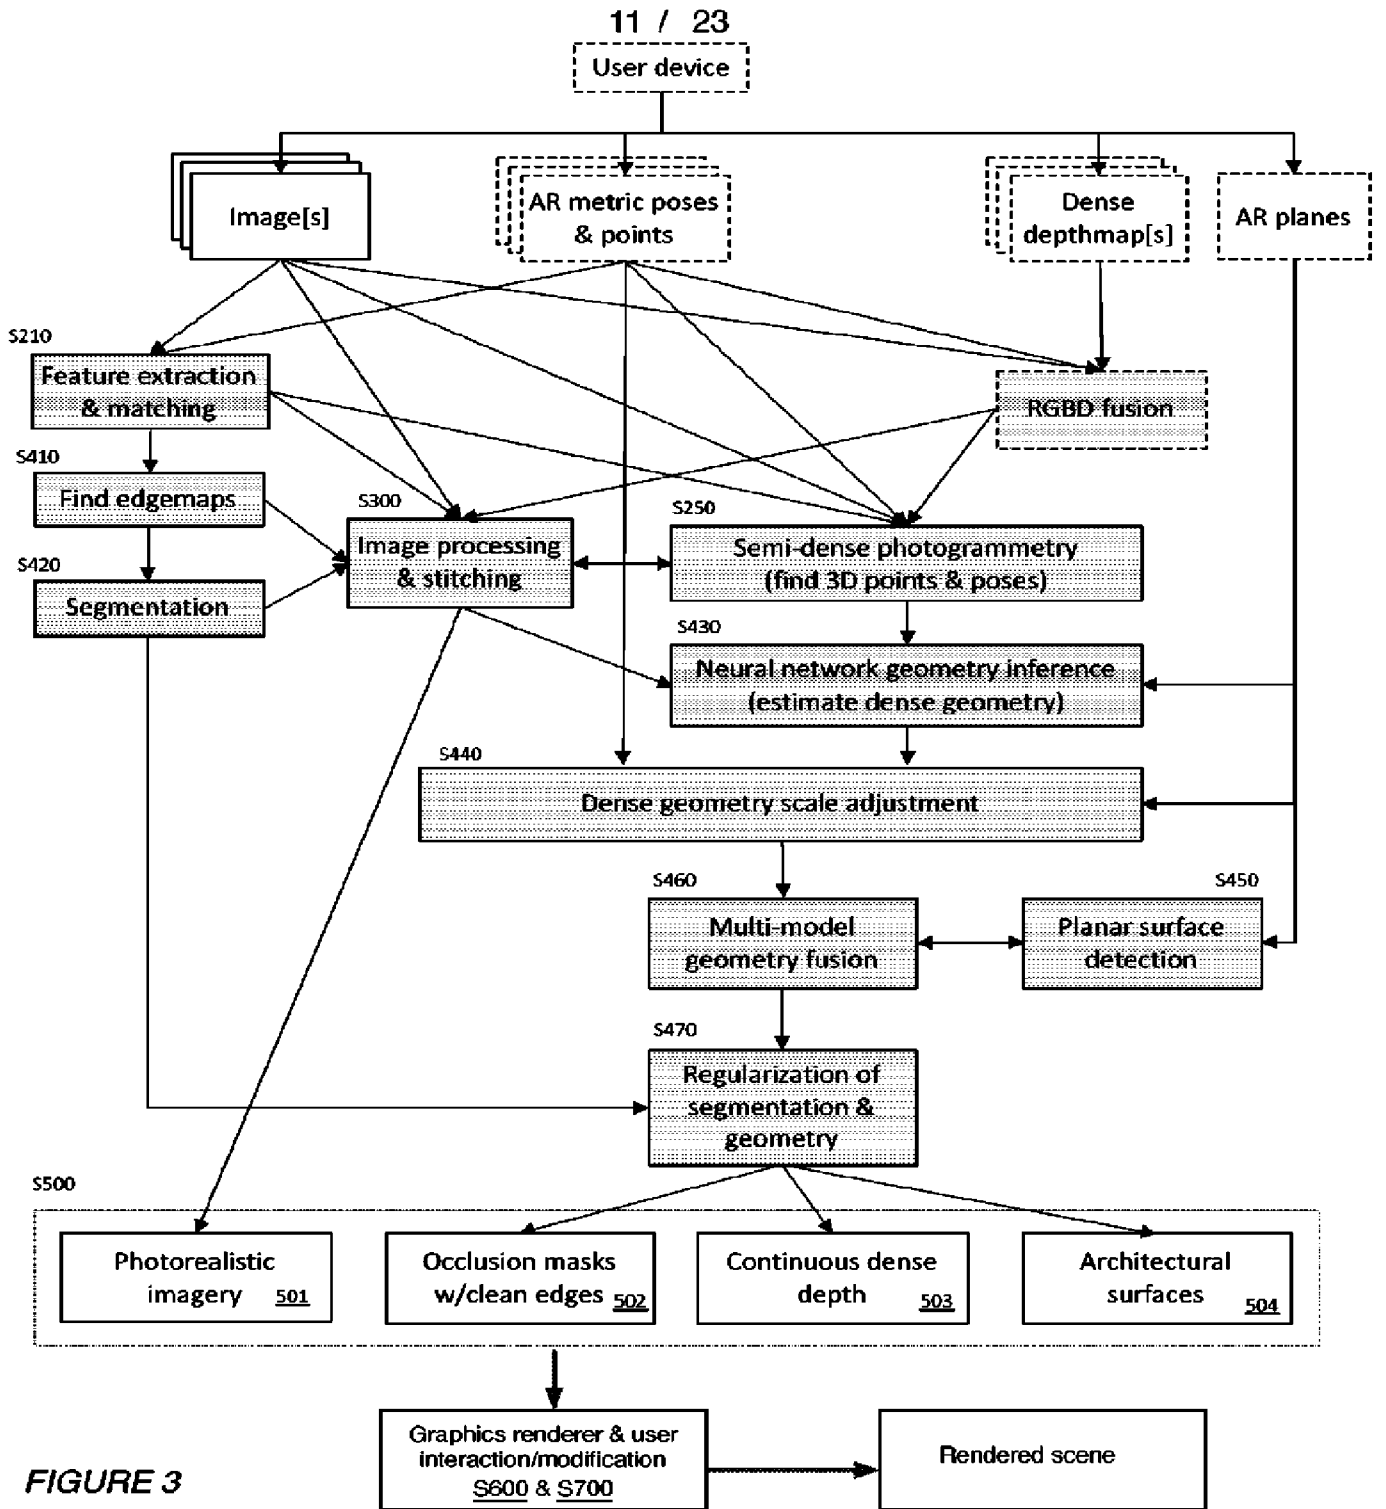 11 / 23
User device
Image[s]
AR metric poses
& points
Dense
depthmap[s]
AR planes
S210
Feature extraction
& matching
RGBD fusion
S410
Find edgemaps
S300
Image processing
& stitching
S250
Semi-dense photogrammetry
(find 3D points & poses)
S420
Segmentation
S430
Neural network geometry inference
(estimate dense geometry)
S440
Dense geometry scale adjustment
S460
Multi-model
geometry fusion
S450
Planar surface
detection
S470
Regularization of
segmentation &
geometry
S500
Photorealistic
imagery 501
Occlusion masks
w/clean edges 502
Continuous dense
depth 503
Architectural
surfaces 504
Graphics renderer & user
interaction/modification
S600 & S700
Rendered scene
FIGURE 3